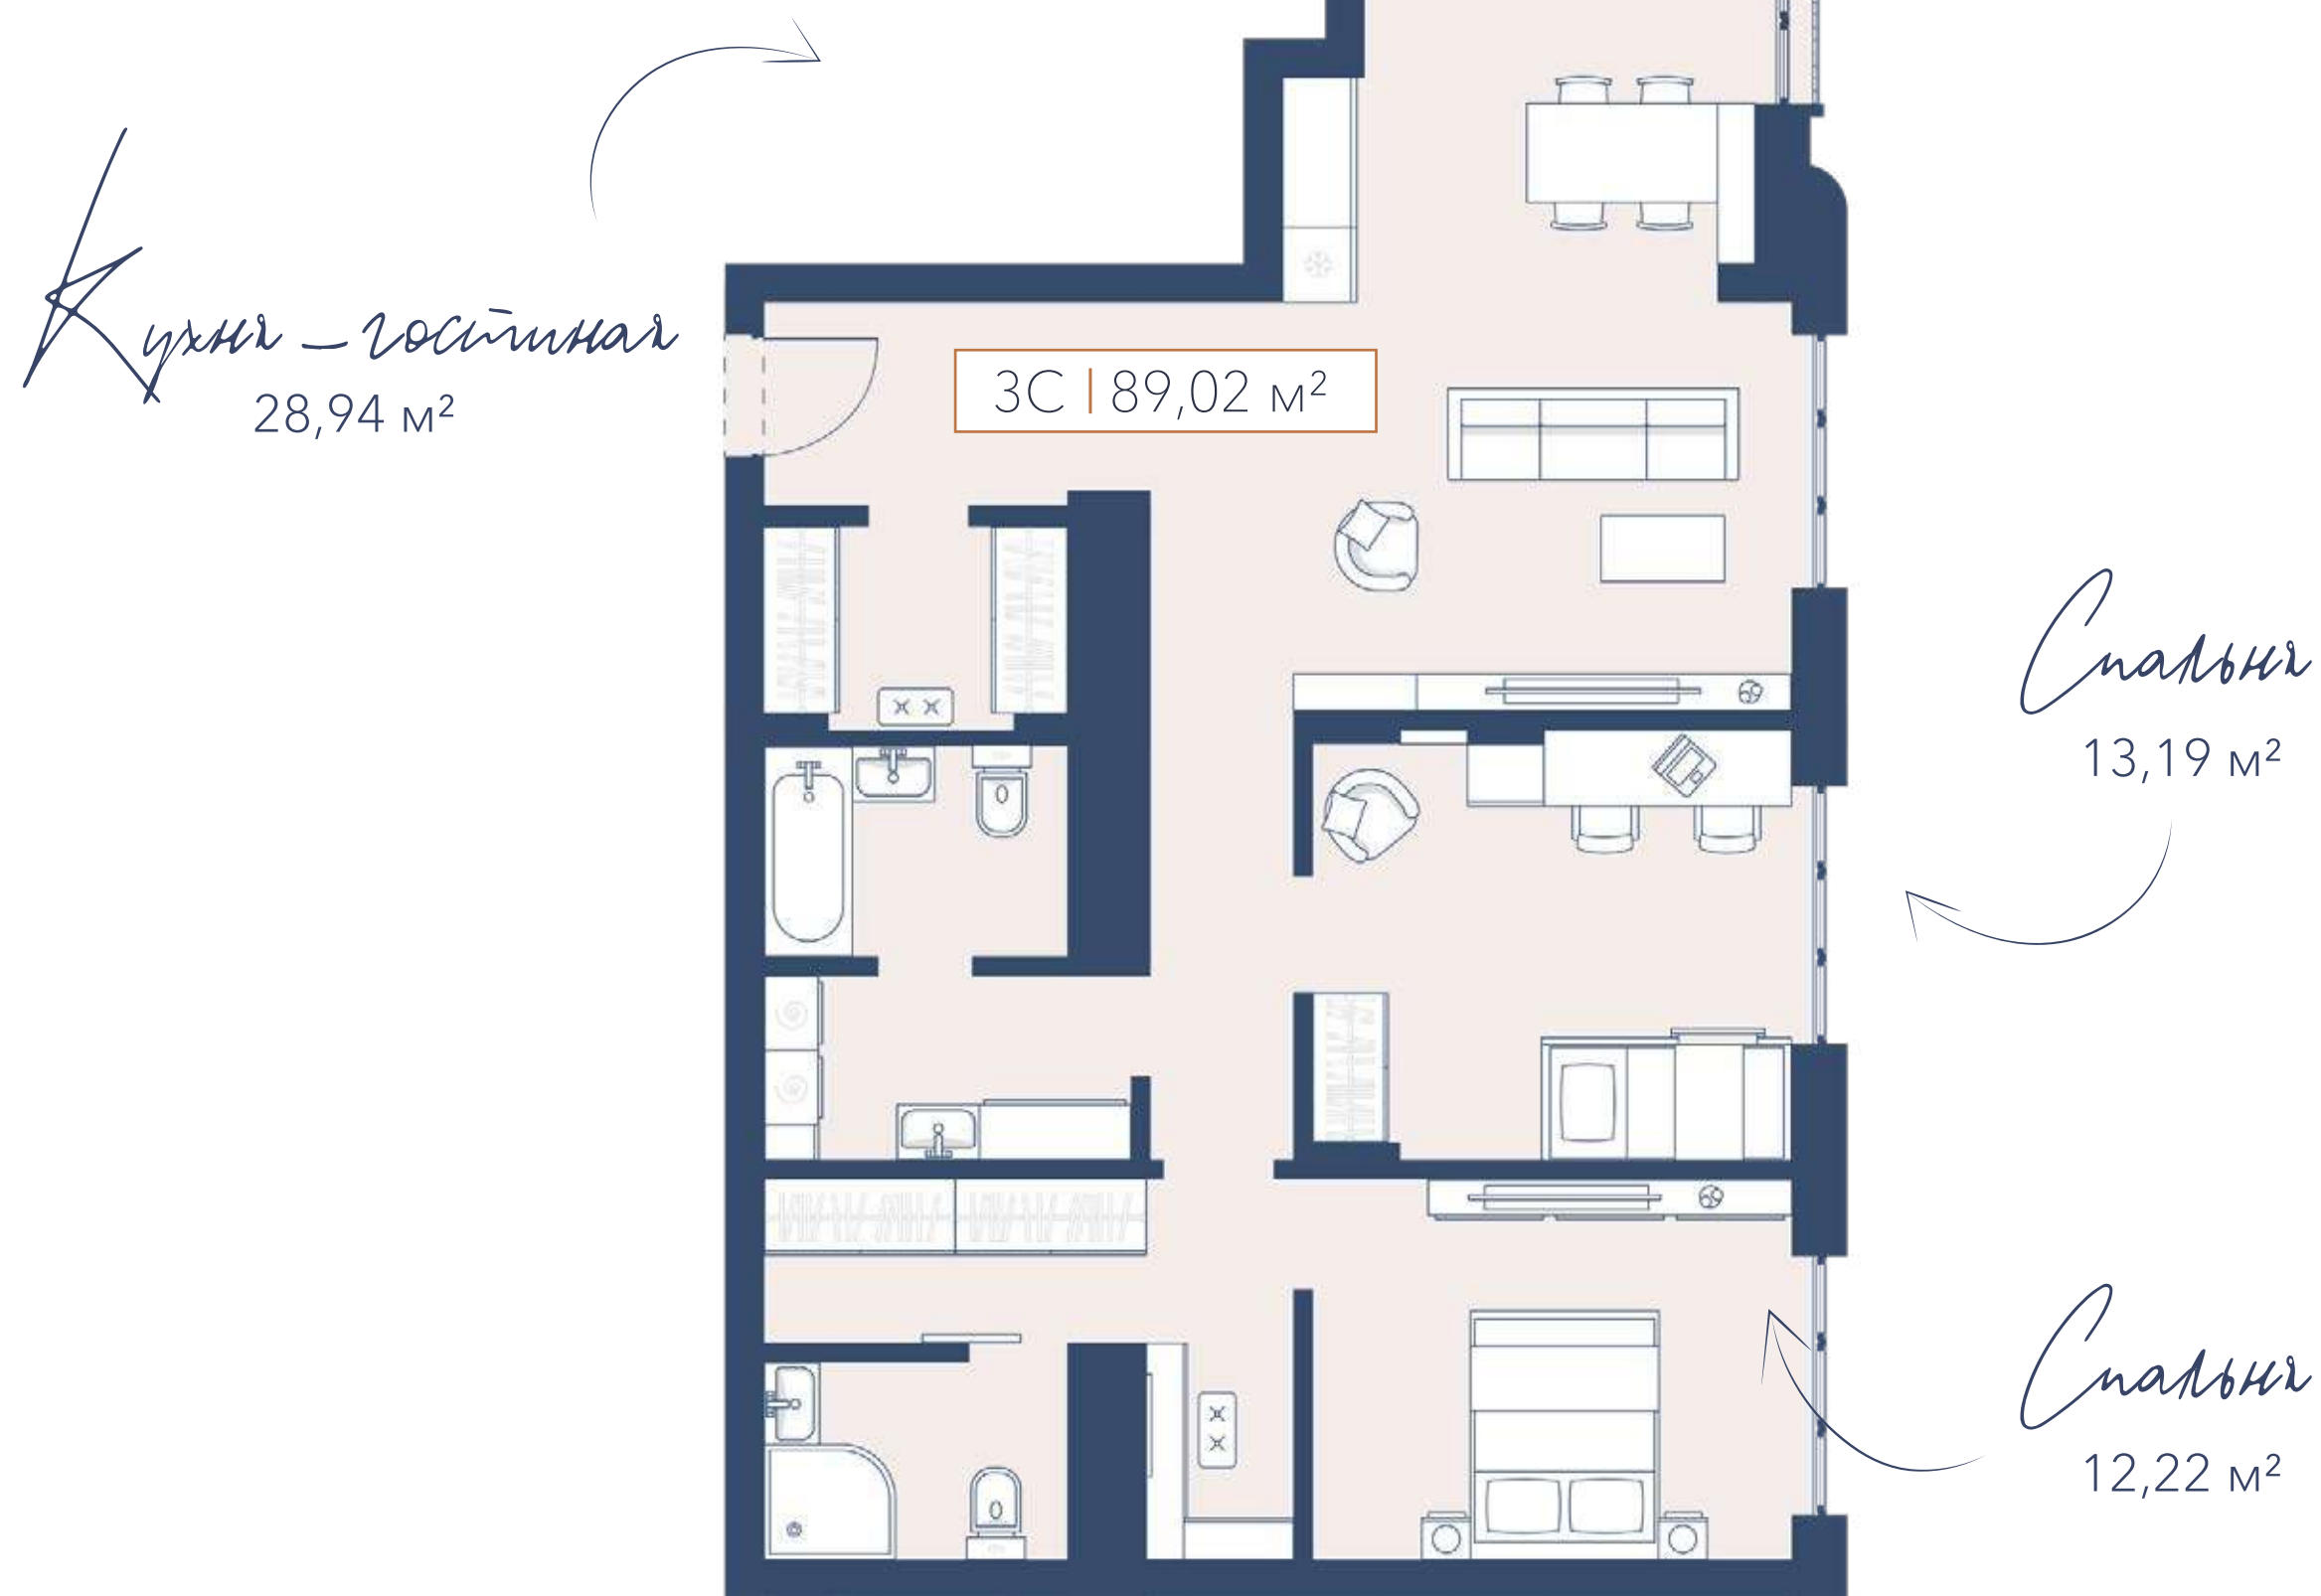 Кухня - гостиная
28,94 м²
3С | 89,02 м²
Спальня
13,19 м²
Спальня
12,22 м²